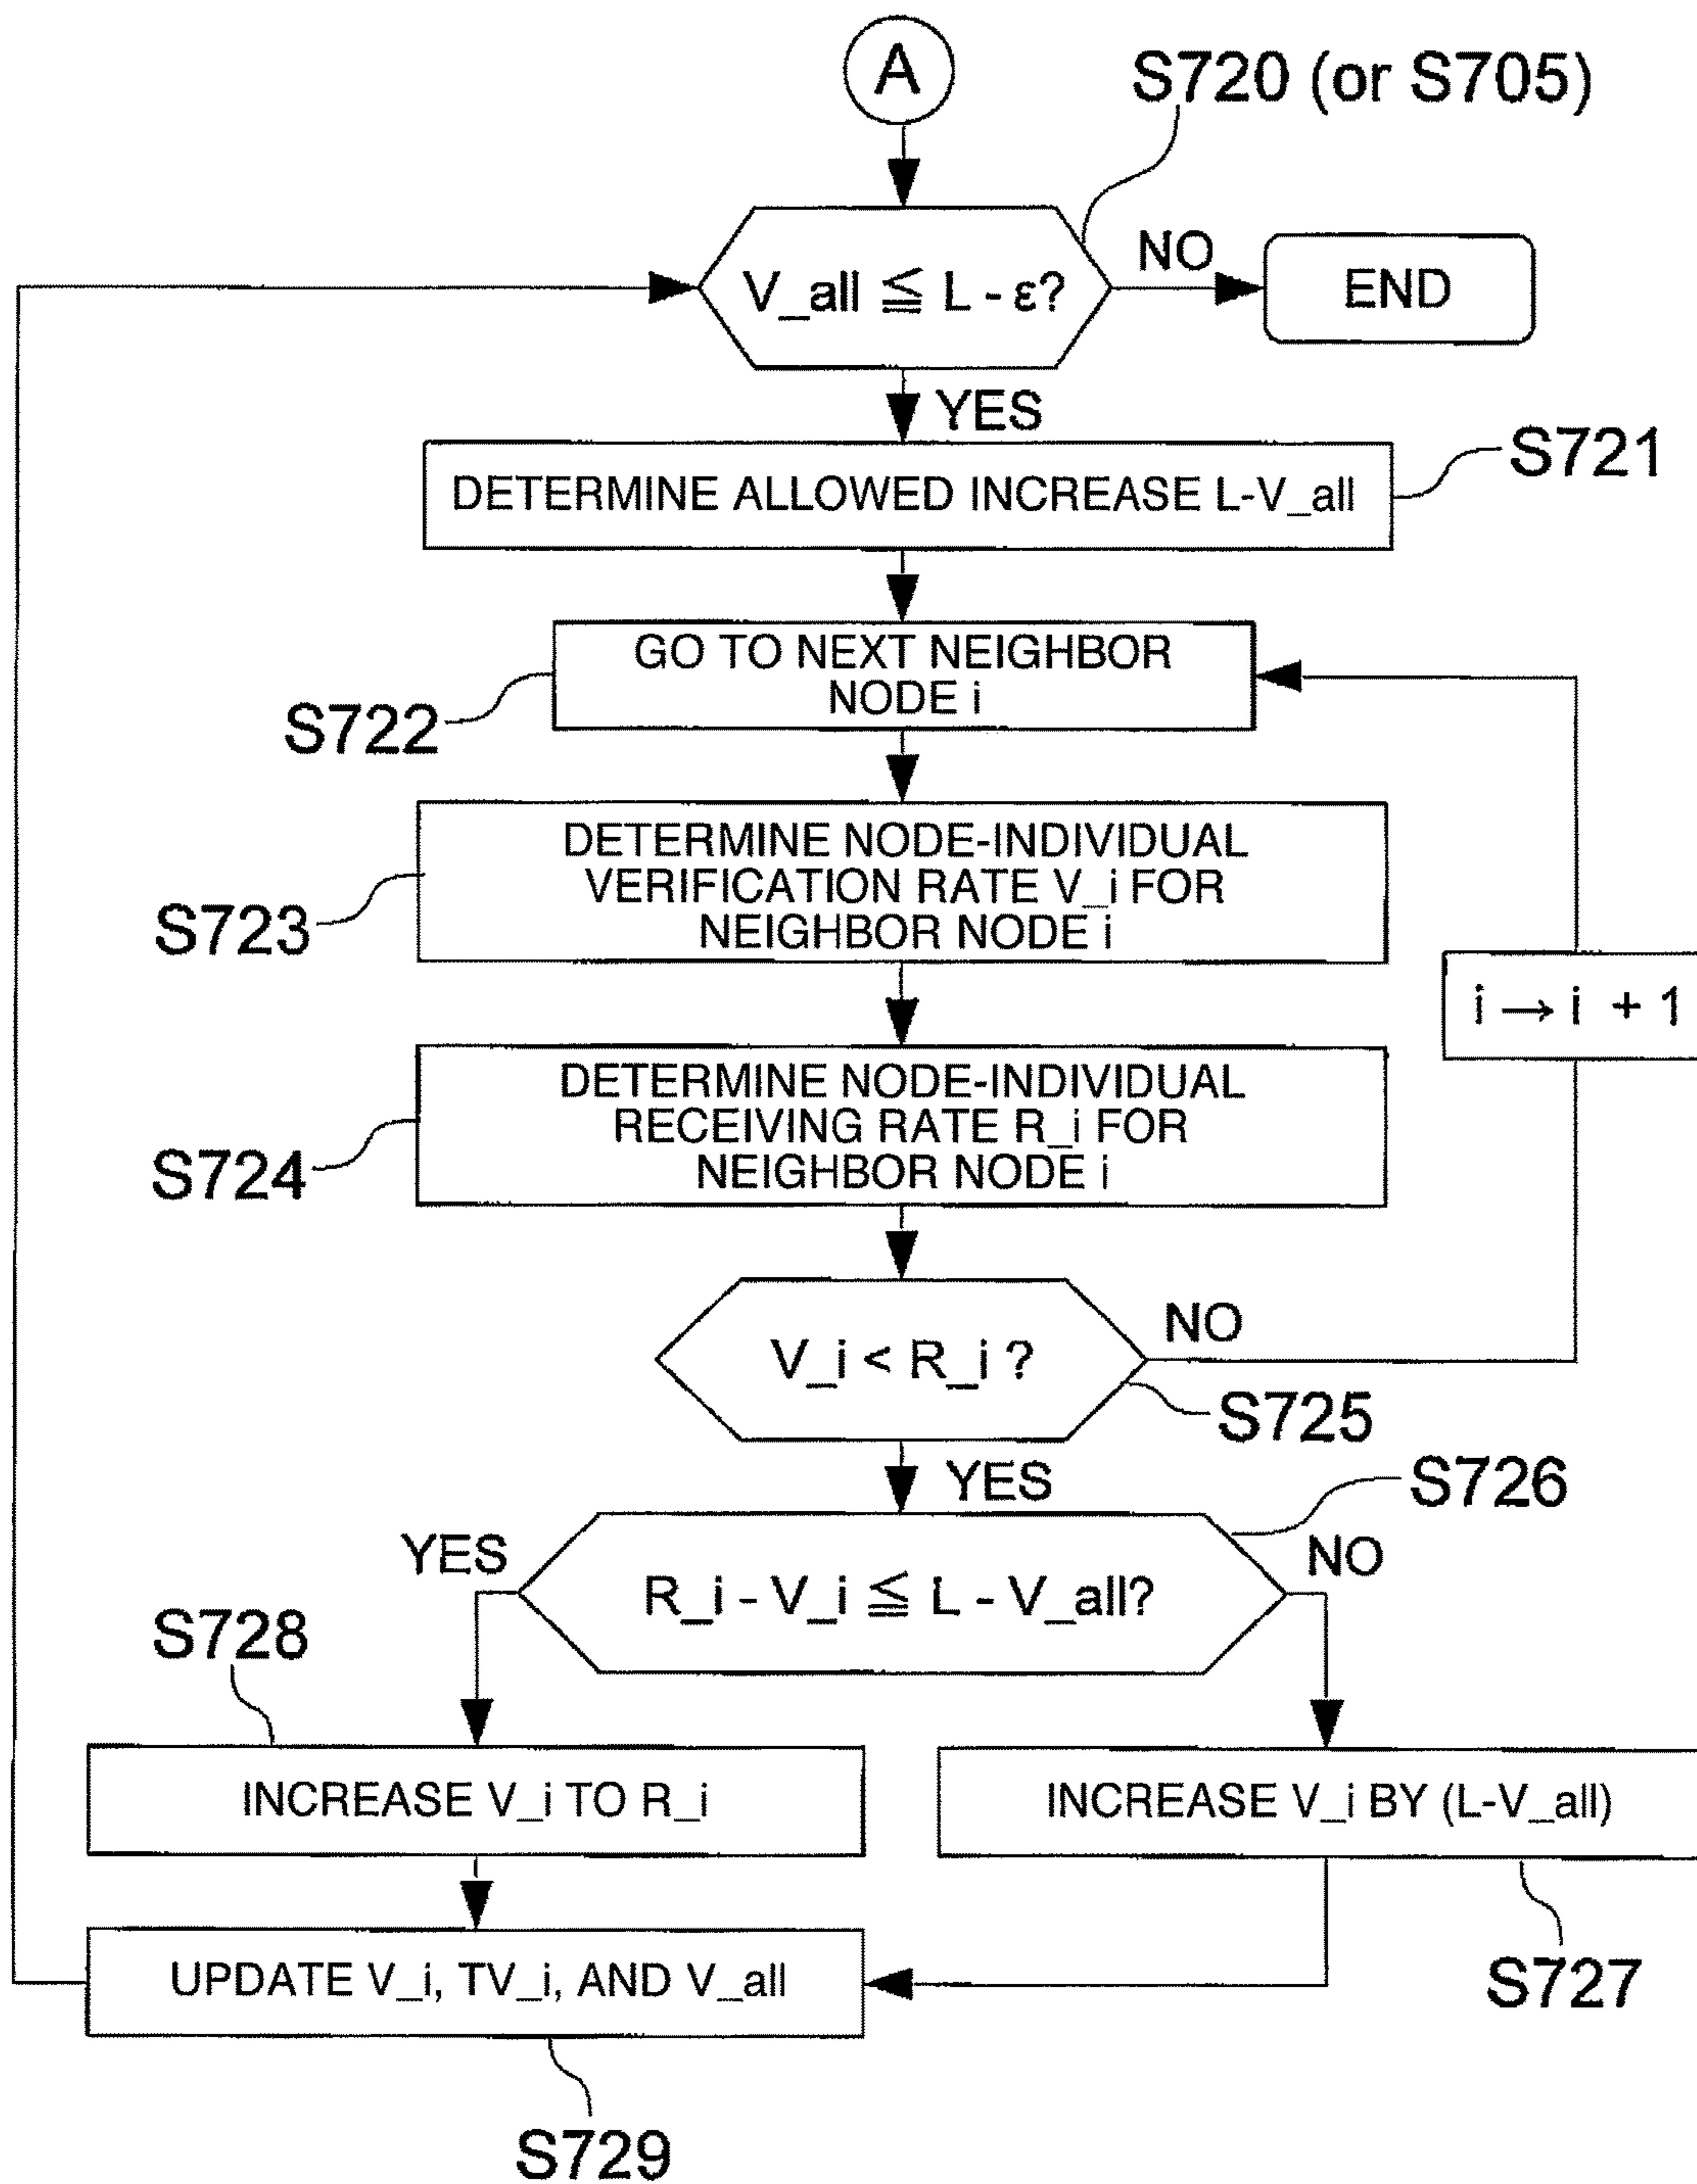 A
S720 (or S705)
V_all ≦ L - ε?
NO
END
YES
DETERMINE ALLOWED INCREASE L-V_all
S721
GO TO NEXT NEIGHBOR
NODE i
S722
DETERMINE NODE-INDIVIDUAL
VERIFICATION RATE V_i FOR
NEIGHBOR NODE i
S723
i → i + 1
DETERMINE NODE-INDIVIDUAL
RECEIVING RATE R_i FOR
NEIGHBOR NODE i
S724
V_i < R_i ?
NO
S725
YES
S726
YES
R_i - V_i ≦ L - V_all?
NO
S728
INCREASE V_i TO R_i
INCREASE V_i BY (L-V_all)
UPDATE V_i, TV_i, AND V_all
S727
S729